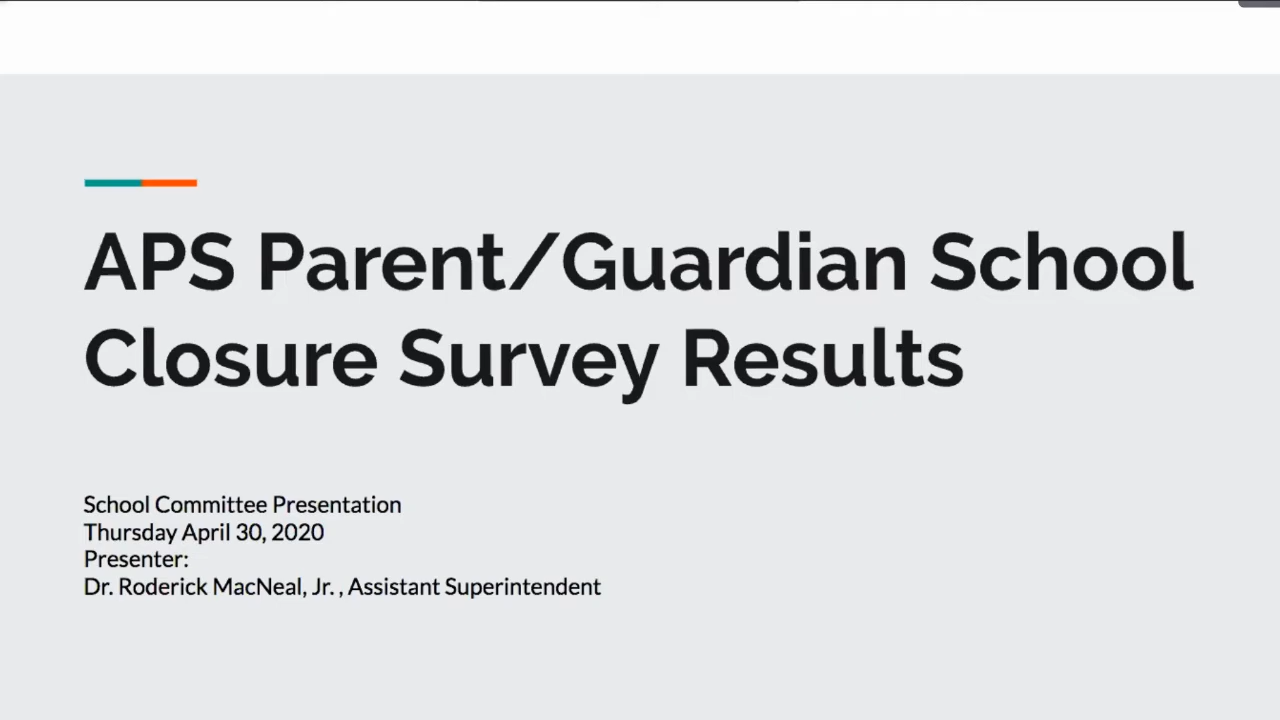 APS Parent/Guardian School
Closure Survey Results
School Committee Presentation
Thursday April 30, 2020
Presenter:
Dr. Roderick MacNeal, Jr. , Assistant Superintendent